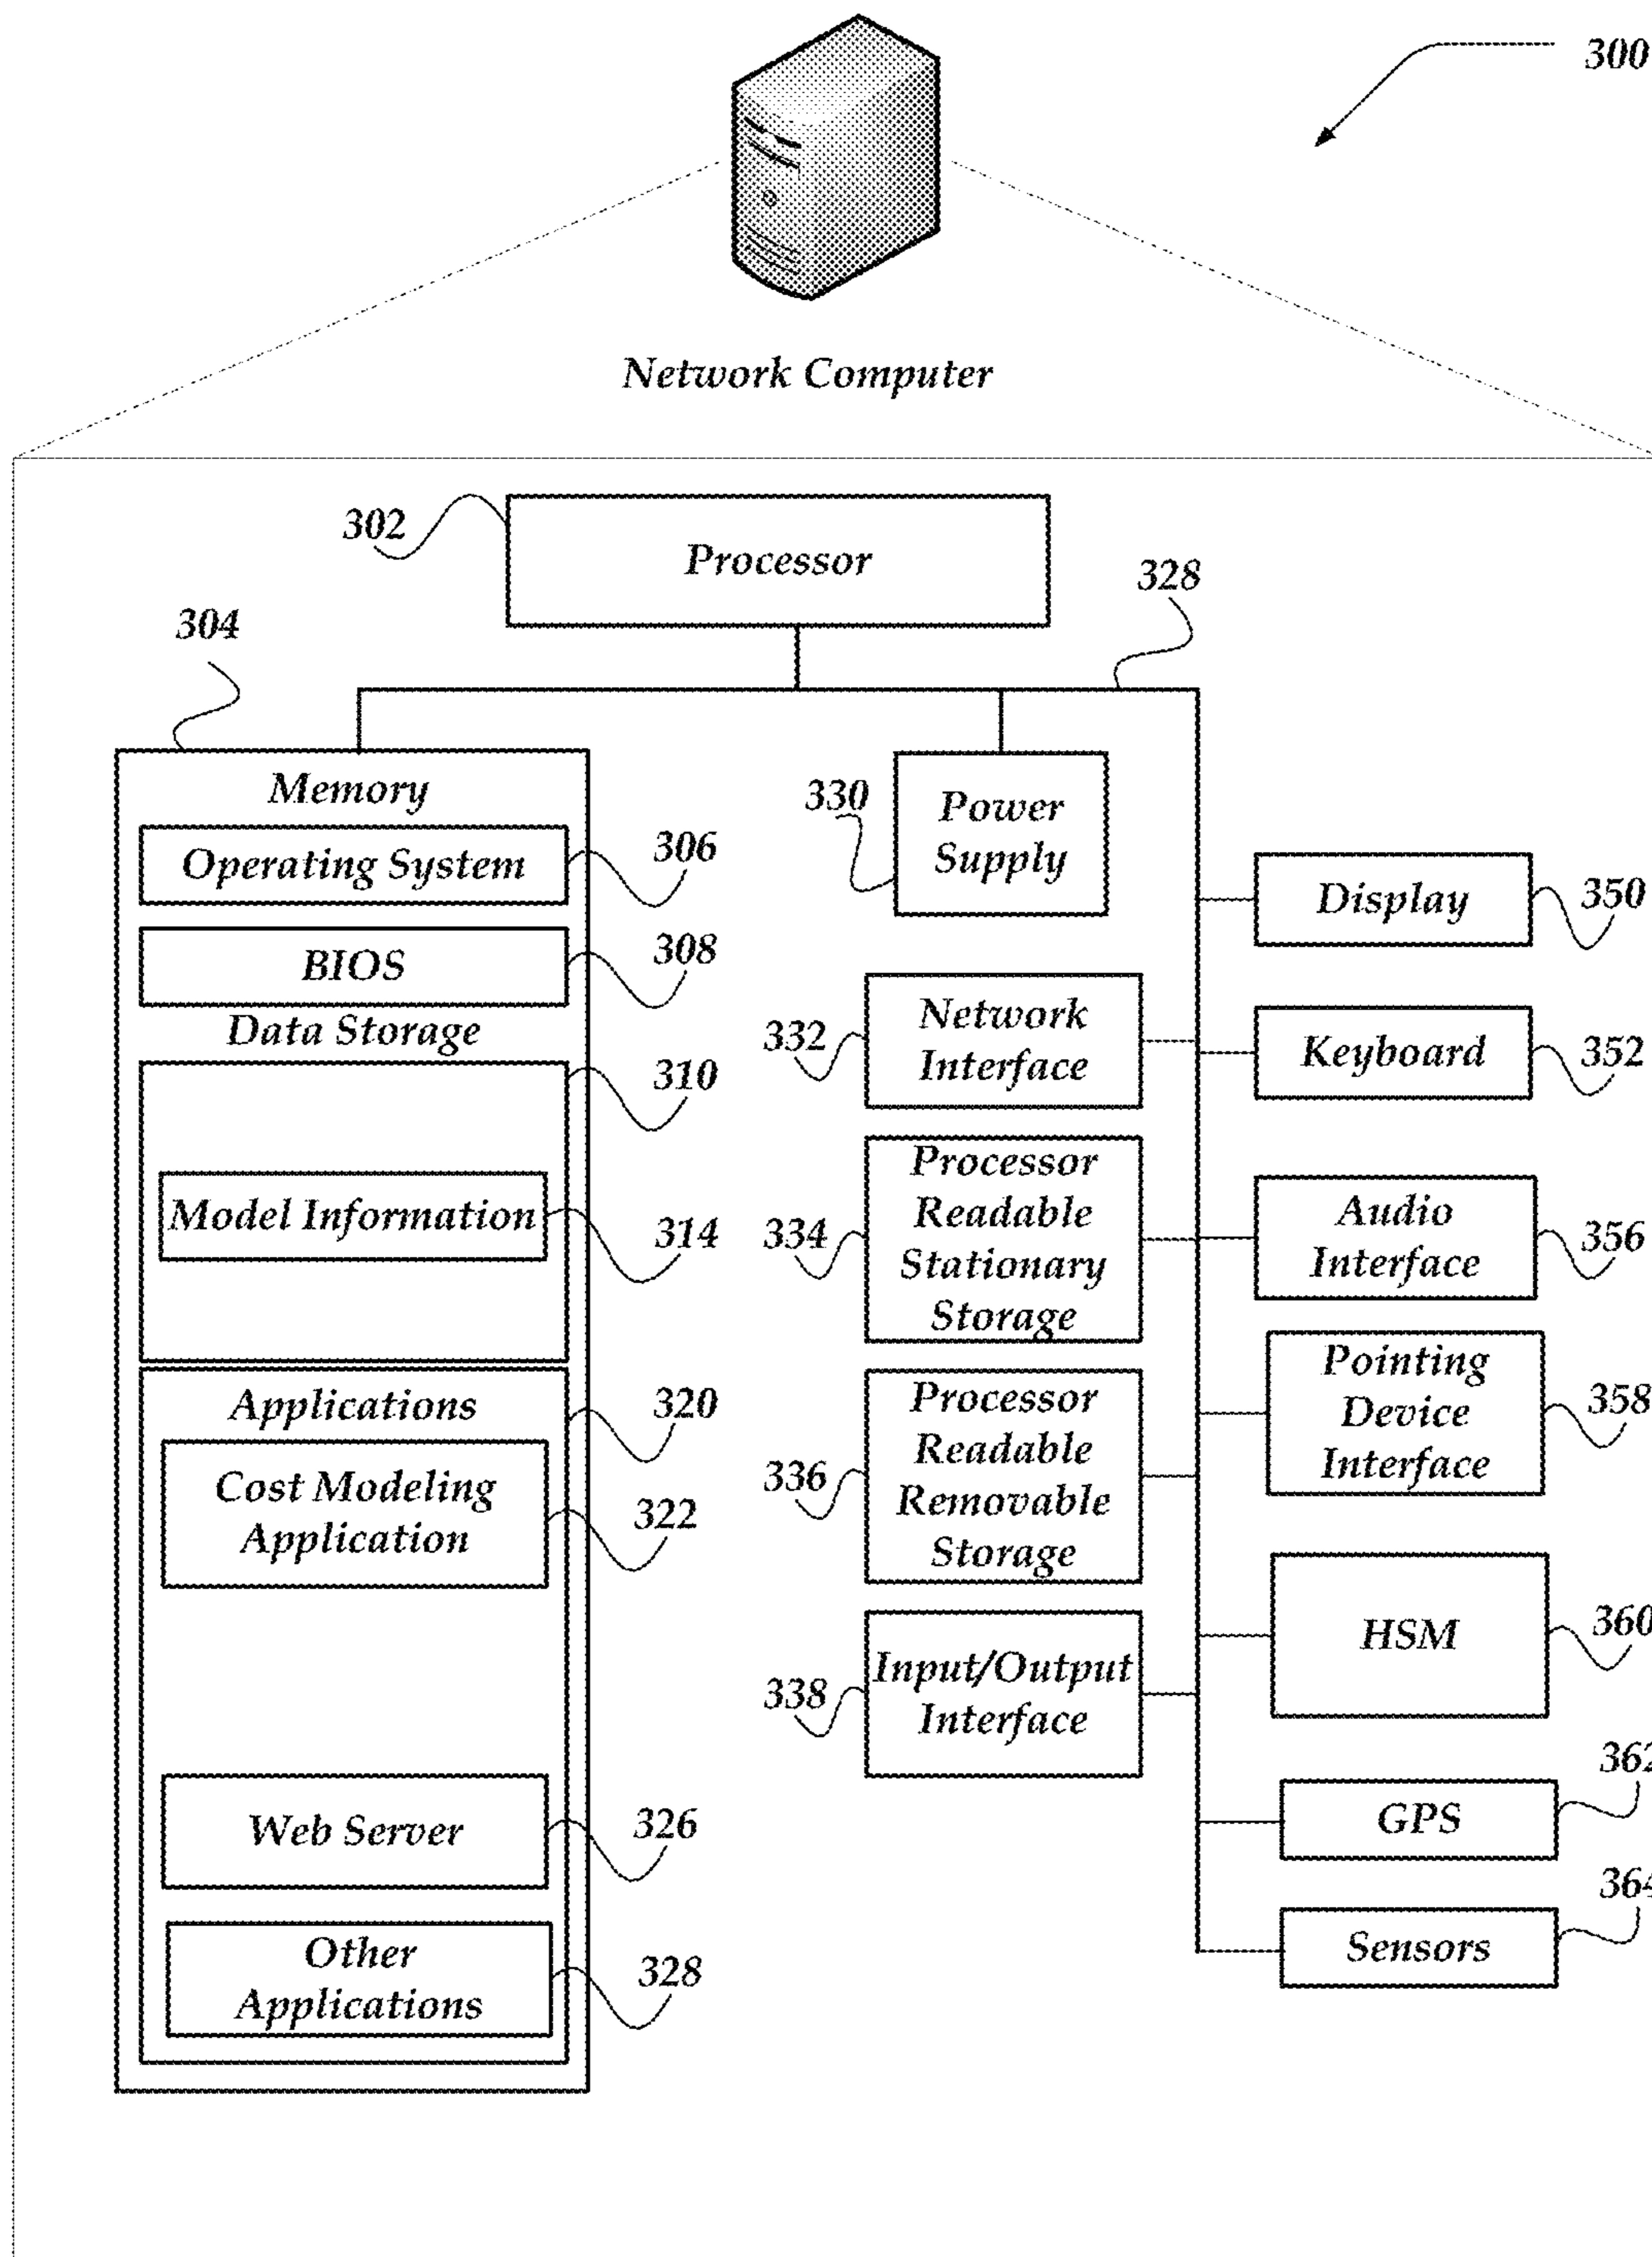 300
Network Computer
302
Processor
328
304
Memory
Operating System
306
BIOS
308
Data Storage
310
Model Information
314
Applications
320
Cost Modeling
Application
322
Web Server
326
Other
Applications
328
330
Power
Supply
332
Network
Interface
334
Processor
Readable
Stationary
Storage
336
Processor
Readable
Removable
Storage
338
Input/Output
Interface
Display
350
Keyboard
352
Audio
Interface
356
Pointing
Device
Interface
358
HSM
360
GPS
362
Sensors
364